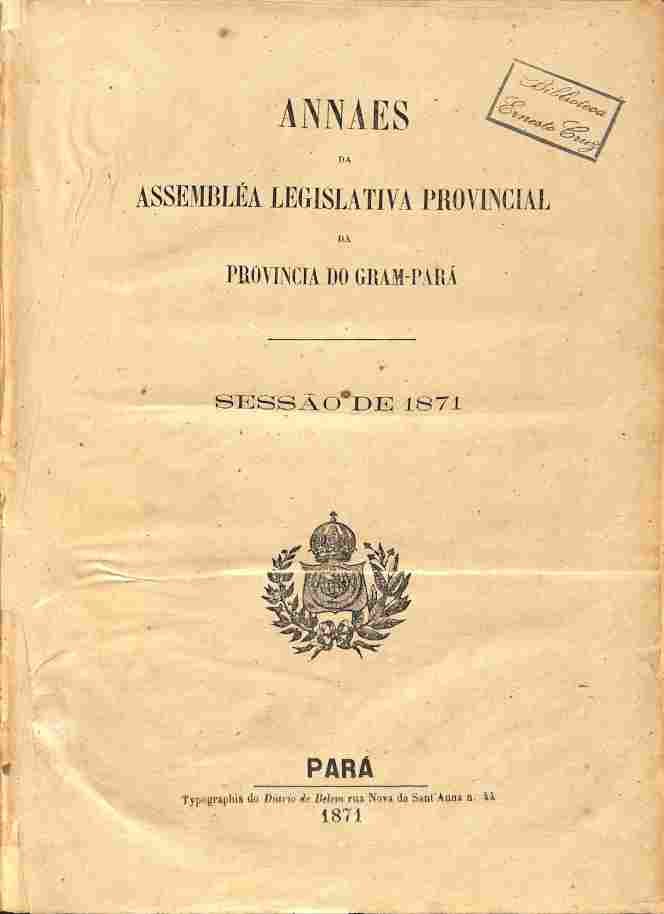 Bibliotheca
Ernesto Cruz
ANNAES
DA
ASSEMBLÉA LEGISLATIVA PROVINCIAL
DA
PROVINCIA DO GRAM-PARÁ
SESSÃO DE 1871
PARÁ
Typographia do Diario de Belem rua Nova de Sant'Anna n. 44
1871